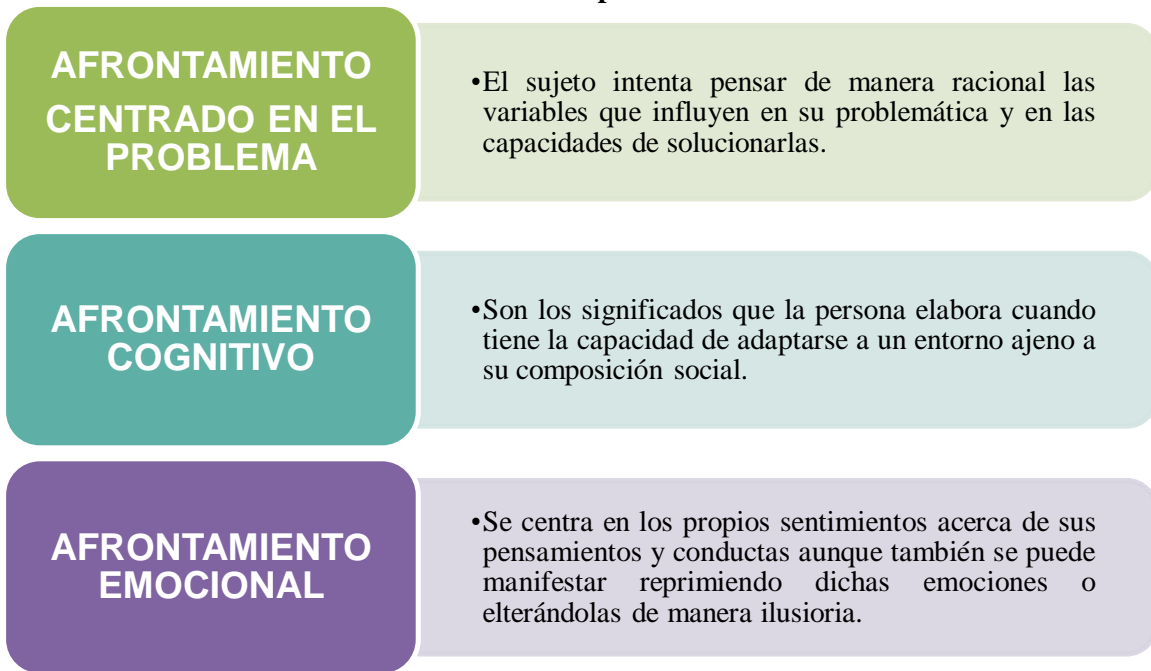 AFRONTAMIENTO
CENTRADO EN EL
PROBLEMA
•El sujeto intenta pensar de manera racional las
variables que influyen en su problemática y en las
capacidades de solucionarlas.
AFRONTAMIENTO
COGNITIVO
•Son los significados que la persona elabora cuando
tiene la capacidad de adaptarse a un entorno ajeno a
su composición social.
AFRONTAMIENTO
EMOCIONAL
•Se centra en los propios sentimientos acerca de sus
pensamientos y conductas aunque también se puede
manifestar reprimiendo dichas emociones o
elterándolas de manera ilusioria.